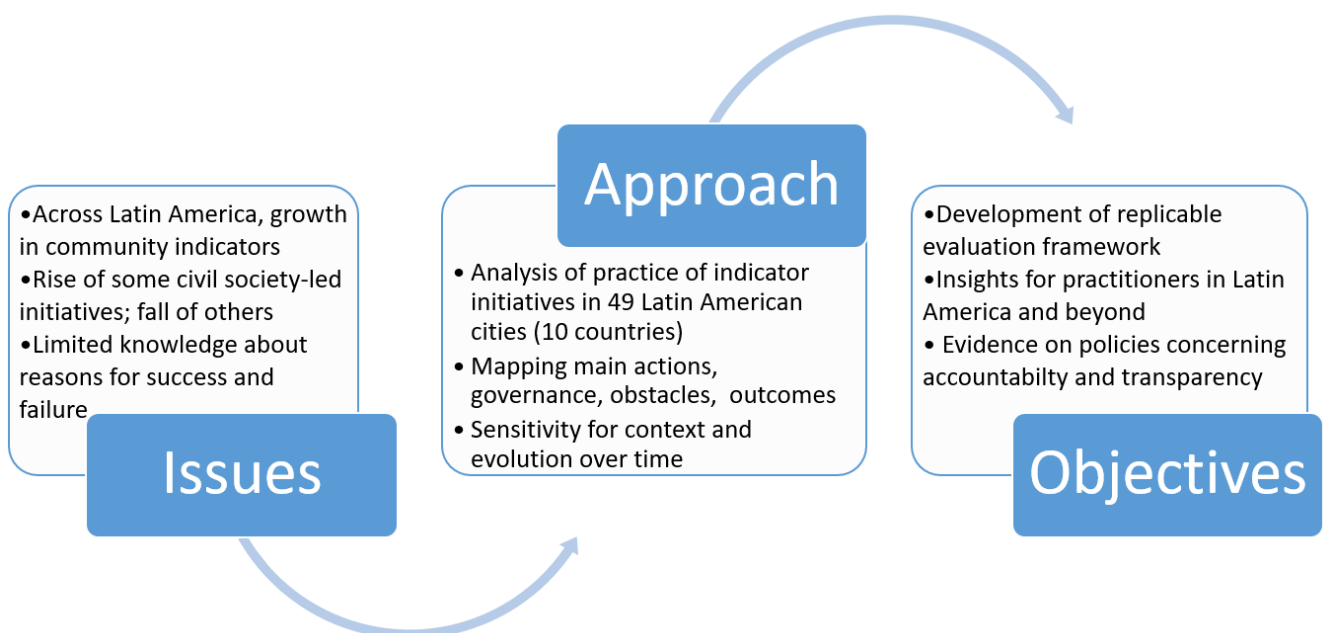 •Across Latin America, growth
in community indicators
•Rise of some civil society-led
initiatives; fall of others
•Limited knowledge about
reasons for success and
failure
Issues
Approach
• Analysis of practice of indicator
initiatives in 49 Latin American
cities (10 countries)
• Mapping main actions,
governance, obstacles, outcomes
• Sensitivity for context and
evolution over time
•Development of replicable
evaluation framework
•Insights for practitioners in Latin
America and beyond
• Evidence on policies concerning
accountabilty and transparency
Objectives